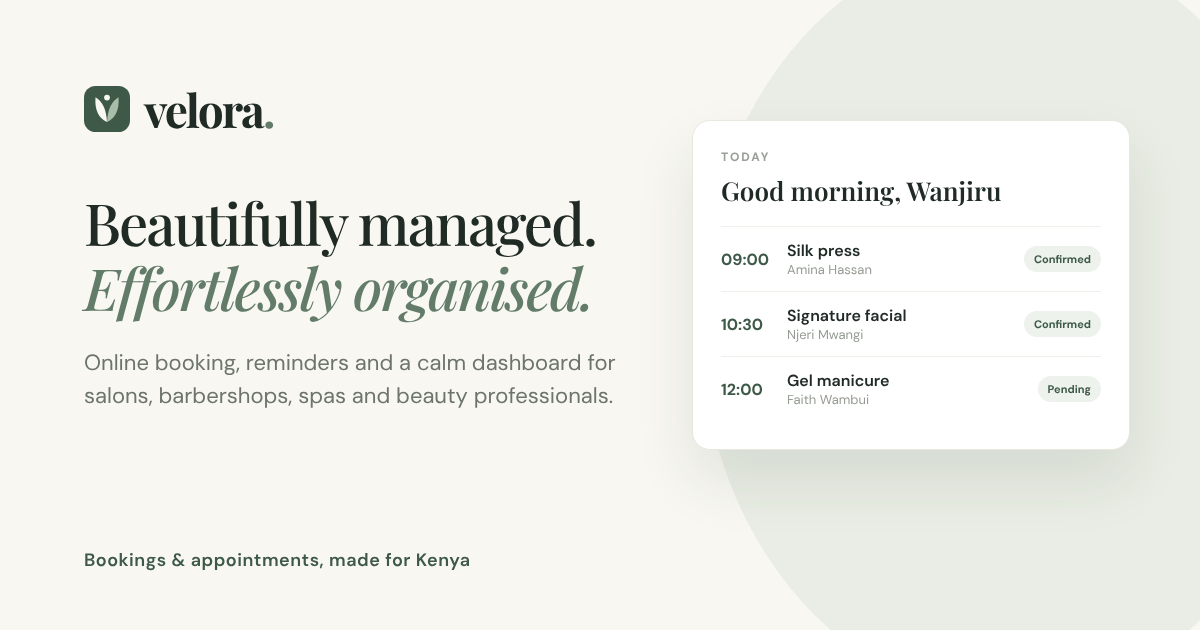 velora.
Beautifully managed.
Effortlessly organised.
Online booking, reminders and a calm dashboard for
salons, barbershops, spas and beauty professionals.
Bookings & appointments, made for Kenya
TODAY
Good morning, Wanjiru
09:00 Silk press Confirmed
Amina Hassan
10:30 Signature facial Confirmed
Njeri Mwangi
12:00 Gel manicure Pending
Faith Wambui